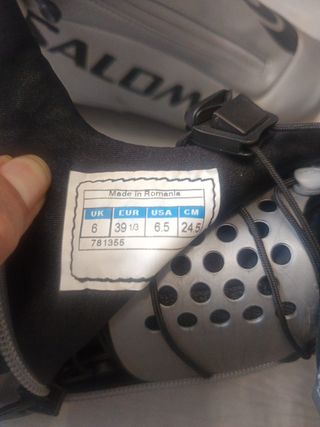 SALOM
Made in Romania
UK EUR USA CM
6 39 1/3 6.5 24.5
781355